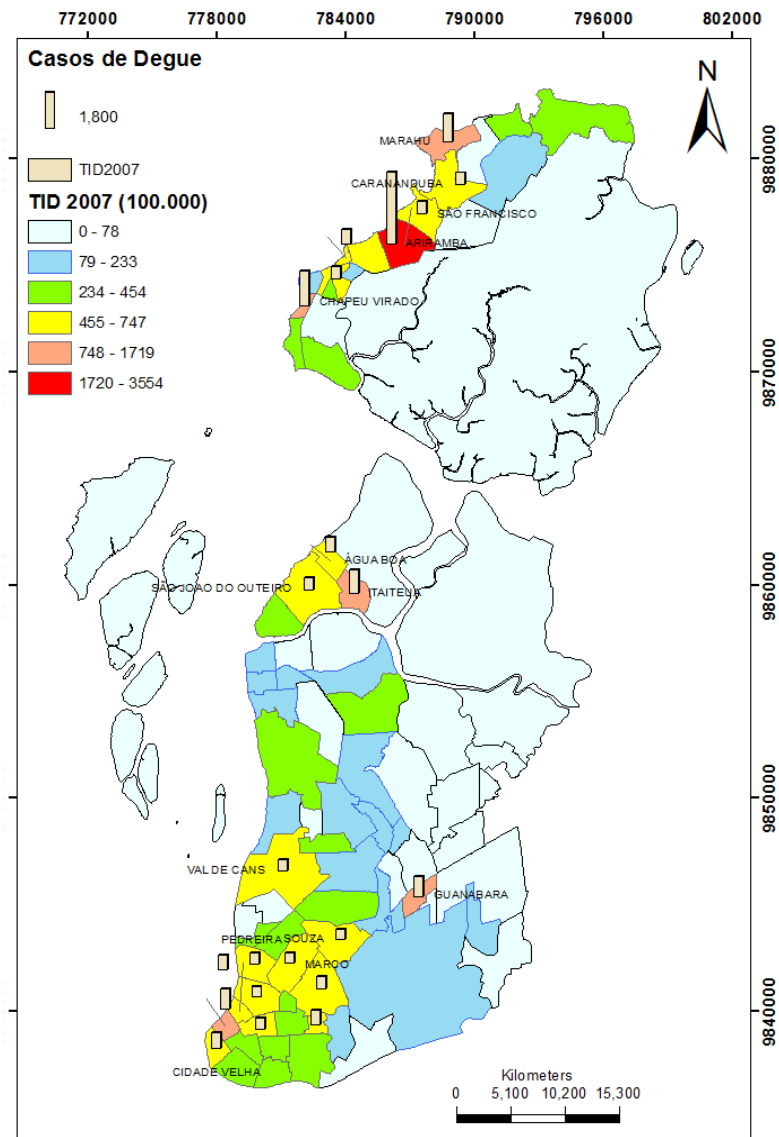 772000 778000 784000 790000 796000 802000
Casos de Degue
N
1,800
TID2007
TID 2007 (100.000)
0 - 78
79 - 233
234 - 454
455 - 747
748 - 1719
1720 - 3554
MARAHÚ
CARANANDUBA
SÃO FRANCISCO
ARIRAMBA
CHAPEU VIRADO
ÁGUA BOA
SÃO JOAO DO OUTEIRO
ITAITEUA
VAL DE CANS
GUANABARA
PEDREIRA
SOUZA
MARCO
CIDADE VELHA
9880000
9870000
9860000
9850000
9840000
Kilometers
0 5,100 10,200 15,300